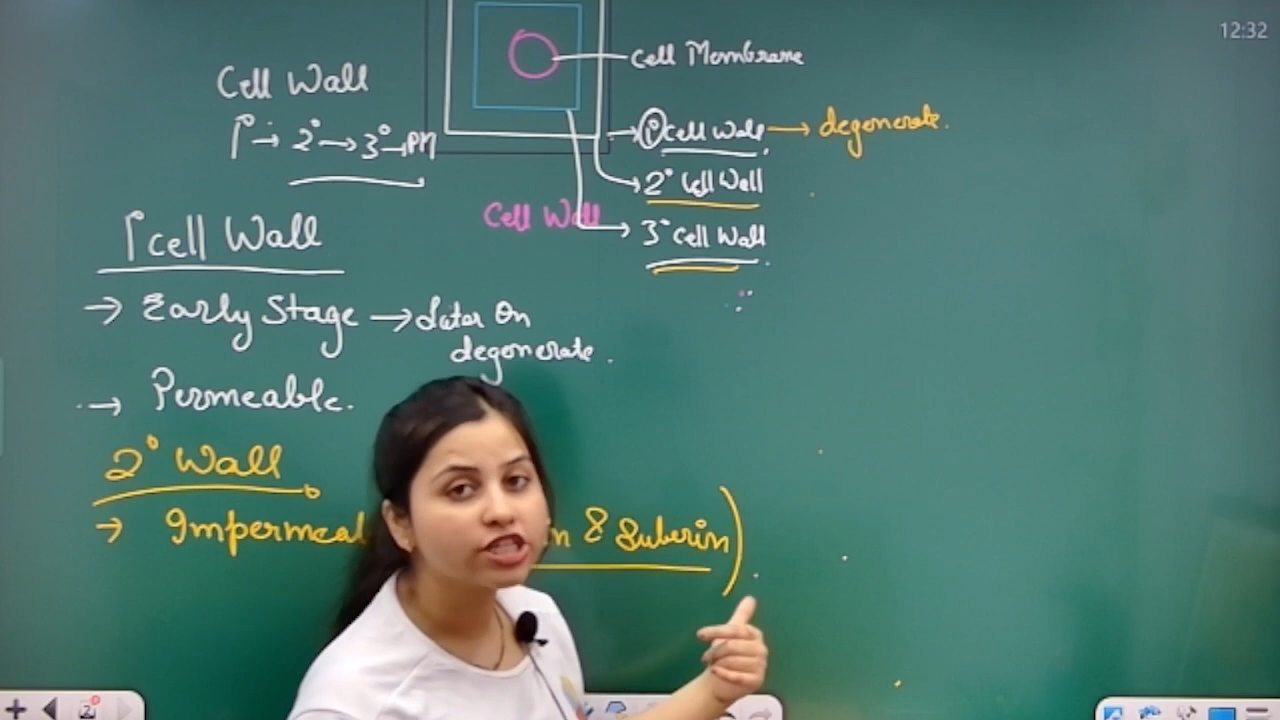 12:32
Cell Membrane
Cell Wall
1° → 2° → 3° → PM
1° Cell Wall → degenerate.
2° Cell Wall
Cell Wall
3° Cell Wall
1° cell Wall
→ Early Stage → Later On
degenerate.
→ Permeable.
2° Wall
→ Impermeal n & Suberin)